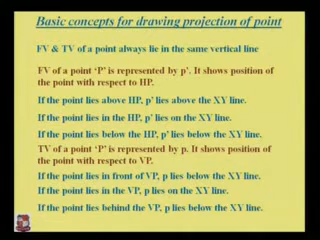 Basic concepts for drawing projection of point
FV & TV of a point always lie in the same vertical line
FV of a point ‘P’ is represented by p’. It shows position of
the point with respect to HP.
If the point lies above HP, p’ lies above the XY line.
If the point lies in the HP, p’ lies on the XY line.
If the point lies below the HP, p’ lies below the XY line.
TV of a point ‘P’ is represented by p. It shows position of
the point with respect to VP.
If the point lies in front of VP, p lies below the XY line.
If the point lies in the VP, p lies on the XY line.
If the point lies behind the VP, p lies below the XY line.